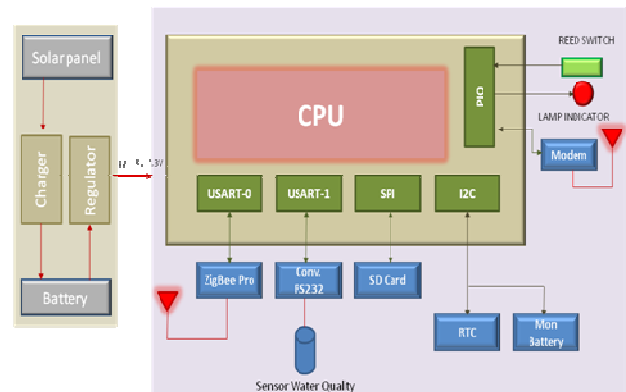 Solarpanel
Charger
Regulator
Battery
CPU
PIO
REED SWITCH
LAMP INDICATOR
Modem
USART-0
USART-1
SPI
I2C
ZigBee Pro
Conv.
RS232
SD Card
RTC
Mon
Battery
Sensor Water Quality